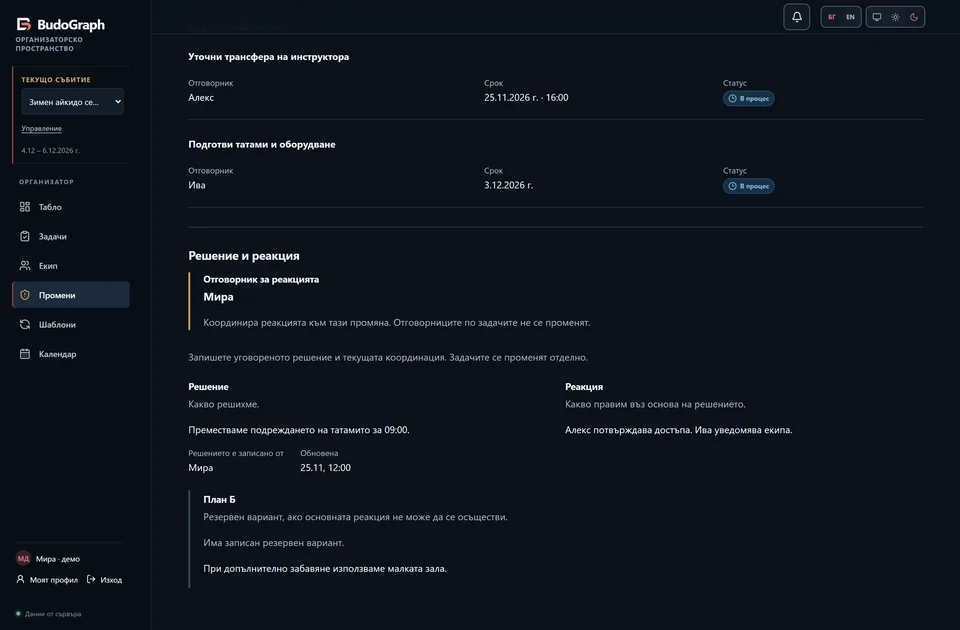 BudoGraph
ОРГАНИЗАТОРСКО
ПРОСТРАНСТВО
ТЕКУЩО СЪБИТИЕ
Зимен айкидо се...
Управление
4.12 – 6.12.2026 г.
ОРГАНИЗАТОР
Табло
Задачи
Екип
Промени
Шаблони
Календар
МД Мира · демо
Моят профил Изход
Данни от сървъра
БГ EN
Уточни трансфера на инструктора
Отговорник Срок Статус
Алекс 25.11.2026 г. · 16:00 В процес
Подготви татами и оборудване
Отговорник Срок Статус
Ива 3.12.2026 г. В процес
Решение и реакция
Отговорник за реакцията
Мира
Координира реакцията към тази промяна. Отговорниците по задачите не се променят.
Запишете уговореното решение и текущата координация. Задачите се променят отделно.
Решение Реакция
Какво решихме. Какво правим въз основа на решението.
Преместваме подреждането на татамито за 09:00. Алекс потвърждава достъпа. Ива уведомява екипа.
Решението е записано от Обновена
Мира 25.11, 12:00
План Б
Резервен вариант, ако основната реакция не може да се осъществи.
Има записан резервен вариант.
При допълнително забавяне използваме малката зала.